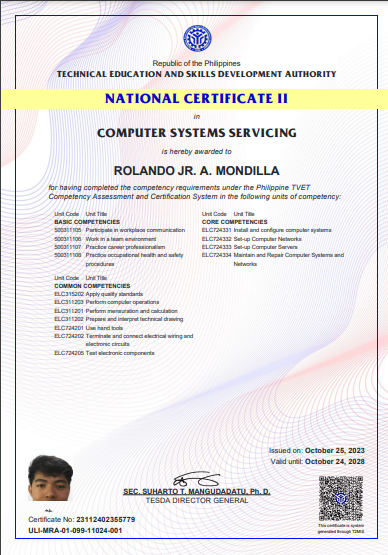 Republic of the Philippines
TECHNICAL EDUCATION AND SKILLS DEVELOPMENT AUTHORITY
NATIONAL CERTIFICATE II
in
COMPUTER SYSTEMS SERVICING
is hereby awarded to
ROLANDO JR. A. MONDILLA
for having completed the competency requirements under the Philippine TVET
Competency Assessment and Certification System in the following units of competency:
Unit Code Unit Title
BASIC COMPETENCIES
500311105 Participate in workplace communication
500311106 Work in a team environment
500311107 Practice career professionalism
500311108 Practice occupational health and safety
procedures
Unit Code Unit Title
COMMON COMPETENCIES
ELC315202 Apply quality standards
ELC311203 Perform computer operations
ELC311201 Perform mensuration and calculation
ELC311202 Prepare and interpret technical drawing
ELC724201 Use hand tools
ELC724202 Terminate and connect electrical wiring and
electronic circuits
ELC724205 Test electronic components
Unit Code Unit Title
CORE COMPETENCIES
ELC724331 Install and configure computer systems
ELC724332 Set-up Computer Networks
ELC724333 Set-up Computer Servers
ELC724334 Maintain and Repair Computer Systems and
Networks
Issued on: October 25, 2023
Valid until: October 24, 2028
SEC. SUHARTO T. MANGUDADATU, Ph. D.
TESDA DIRECTOR GENERAL
Certificate No: 23112402355779
ULI-MRA-01-099-11024-001
This certificate is system
generated through T2MIS